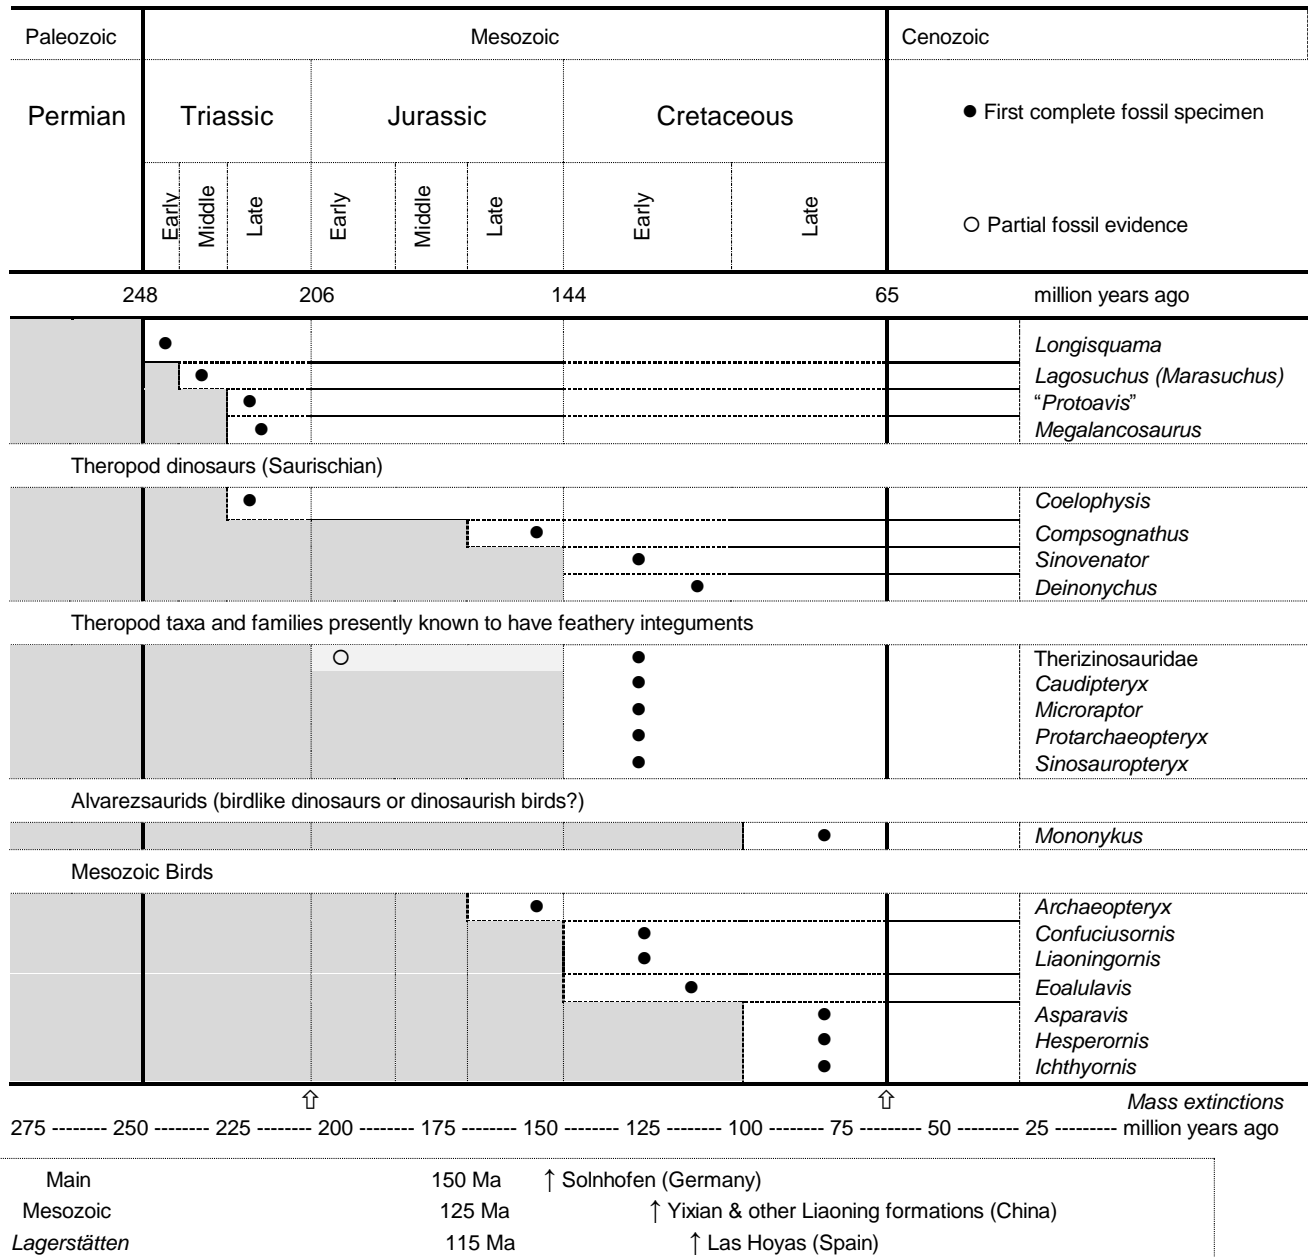 Paleozoic Mesozoic Cenozoic
Permian Triassic Jurassic Cretaceous ● First complete fossil specimen
Early Middle Late Early Middle Late Early Late
○ Partial fossil evidence
248 206 144 65 million years ago
Longisquama
Lagosuchus (Marasuchus)
“Protoavis”
Megalancosaurus
Theropod dinosaurs (Saurischian)
Coelophysis
Compsognathus
Sinovenator
Deinonychus
Theropod taxa and families presently known to have feathery integuments
Therizinosauridae
Caudipteryx
Microraptor
Protarchaeopteryx
Sinosauropteryx
Alvarezsaurids (birdlike dinosaurs or dinosaurish birds?)
Mononykus
Mesozoic Birds
Archaeopteryx
Confuciusornis
Liaoningornis
Eoalulavis
Asparavis
Hesperornis
Ichthyornis
⇧ ⇧ Mass extinctions
275 -------- 250 -------- 225 -------- 200 -------- 175 -------- 150 -------- 125 -------- 100 -------- 75 -------- 50 -------- 25 --------- million years ago
Main 150 Ma ↑ Solnhofen (Germany)
Mesozoic 125 Ma ↑ Yixian & other Liaoning formations (China)
Lagerstätten 115 Ma ↑ Las Hoyas (Spain)